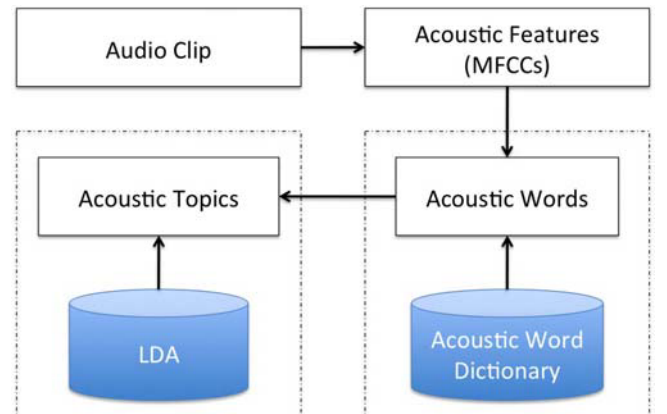 Audio Clip
Acoustic Features
(MFCCs)
Acoustic Topics
Acoustic Words
LDA
Acoustic Word
Dictionary